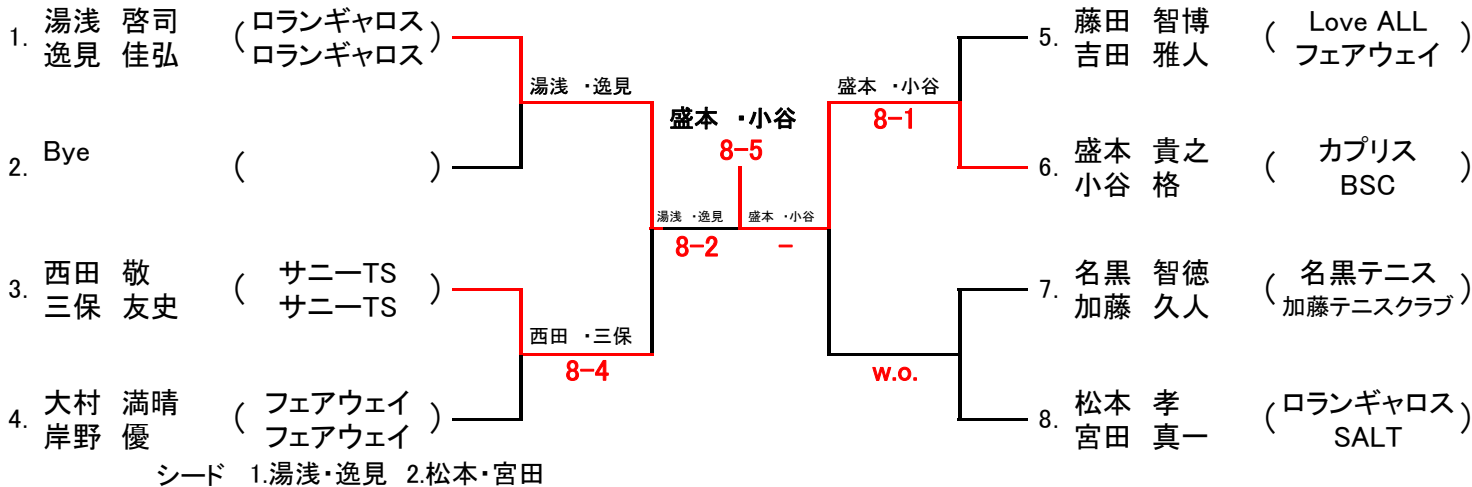 1. 湯浅 啓司 ( ロランギャロス )
逸見 佳弘 ロランギャロス
2. Bye ( )
3. 西田 敬 ( サニーTS )
三保 友史 サニーTS
4. 大村 満晴 ( フェアウェイ )
岸野 優 フェアウェイ
湯浅 ・逸見
西田 ・三保
8-4
湯浅 ・逸見
8-2
盛本 ・小谷
8-5
盛本 ・小谷
-
盛本 ・小谷
8-1
w.o.
5. 藤田 智博 ( Love ALL )
吉田 雅人 フェアウェイ
6. 盛本 貴之 ( カプリス )
小谷 格 BSC
7. 名黒 智徳 ( 名黒テニス )
加藤 久人 加藤テニスクラブ
8. 松本 孝 ( ロランギャロス )
宮田 真一 SALT
シード 1.湯浅・逸見 2.松本・宮田